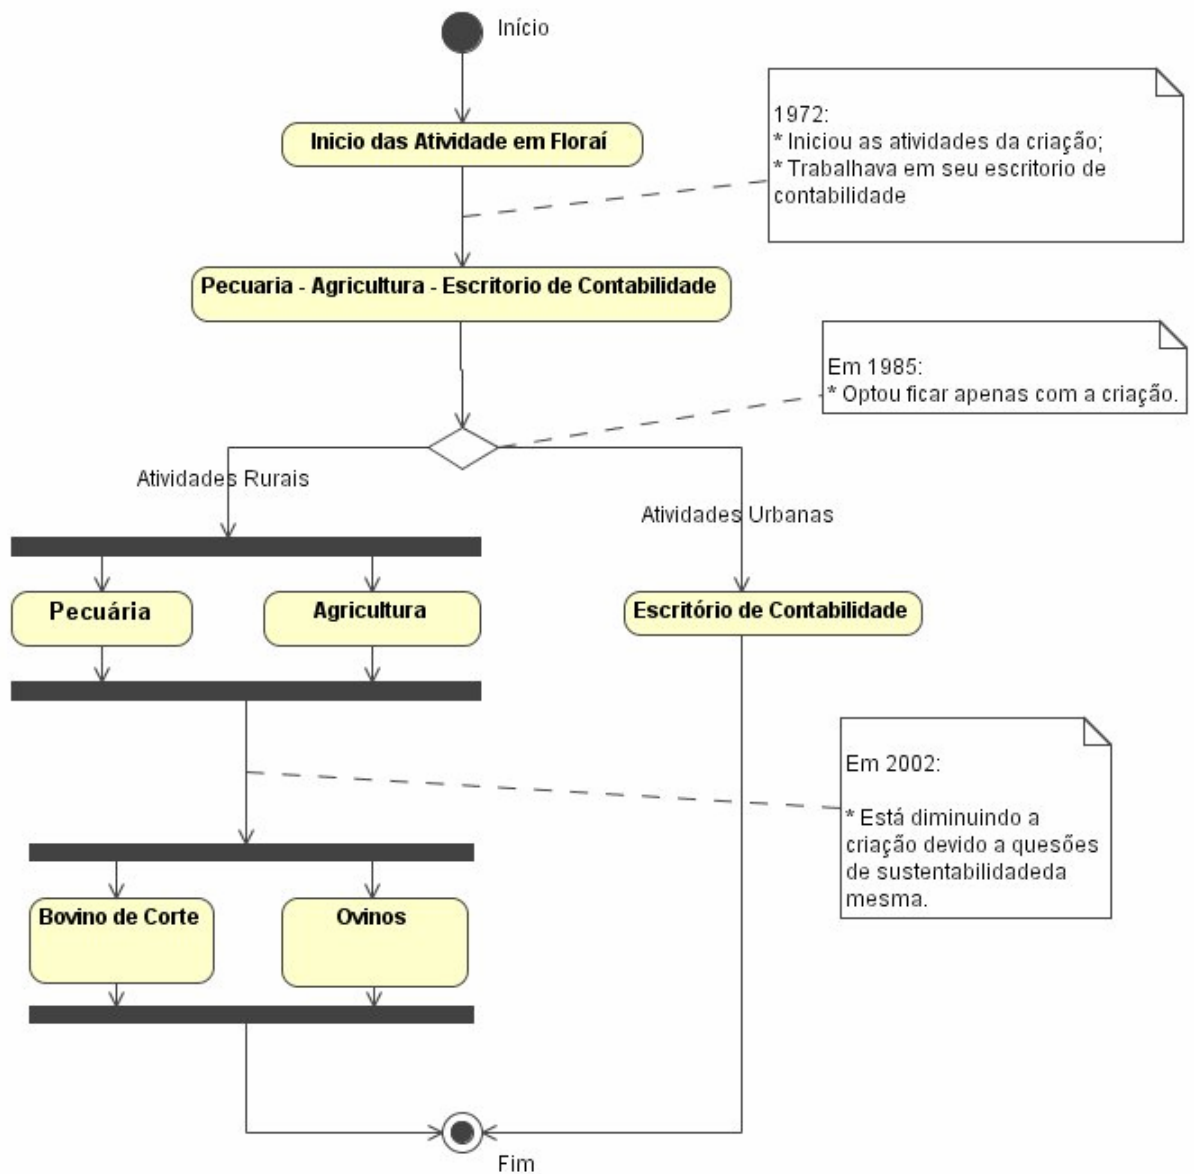 Início
Inicio das Atividade em Floraí
1972:
* Iniciou as atividades da criação;
* Trabalhava em seu escritorio de
contabilidade
Pecuaria - Agricultura - Escritorio de Contabilidade
Em 1985:
* Optou ficar apenas com a criação.
Atividades Rurais
Atividades Urbanas
Pecuária
Agricultura
Escritório de Contabilidade
Em 2002:
* Está diminuindo a
criação devido a quesões
de sustentabilidadeda
mesma.
Bovino de Corte
Ovinos
Fim